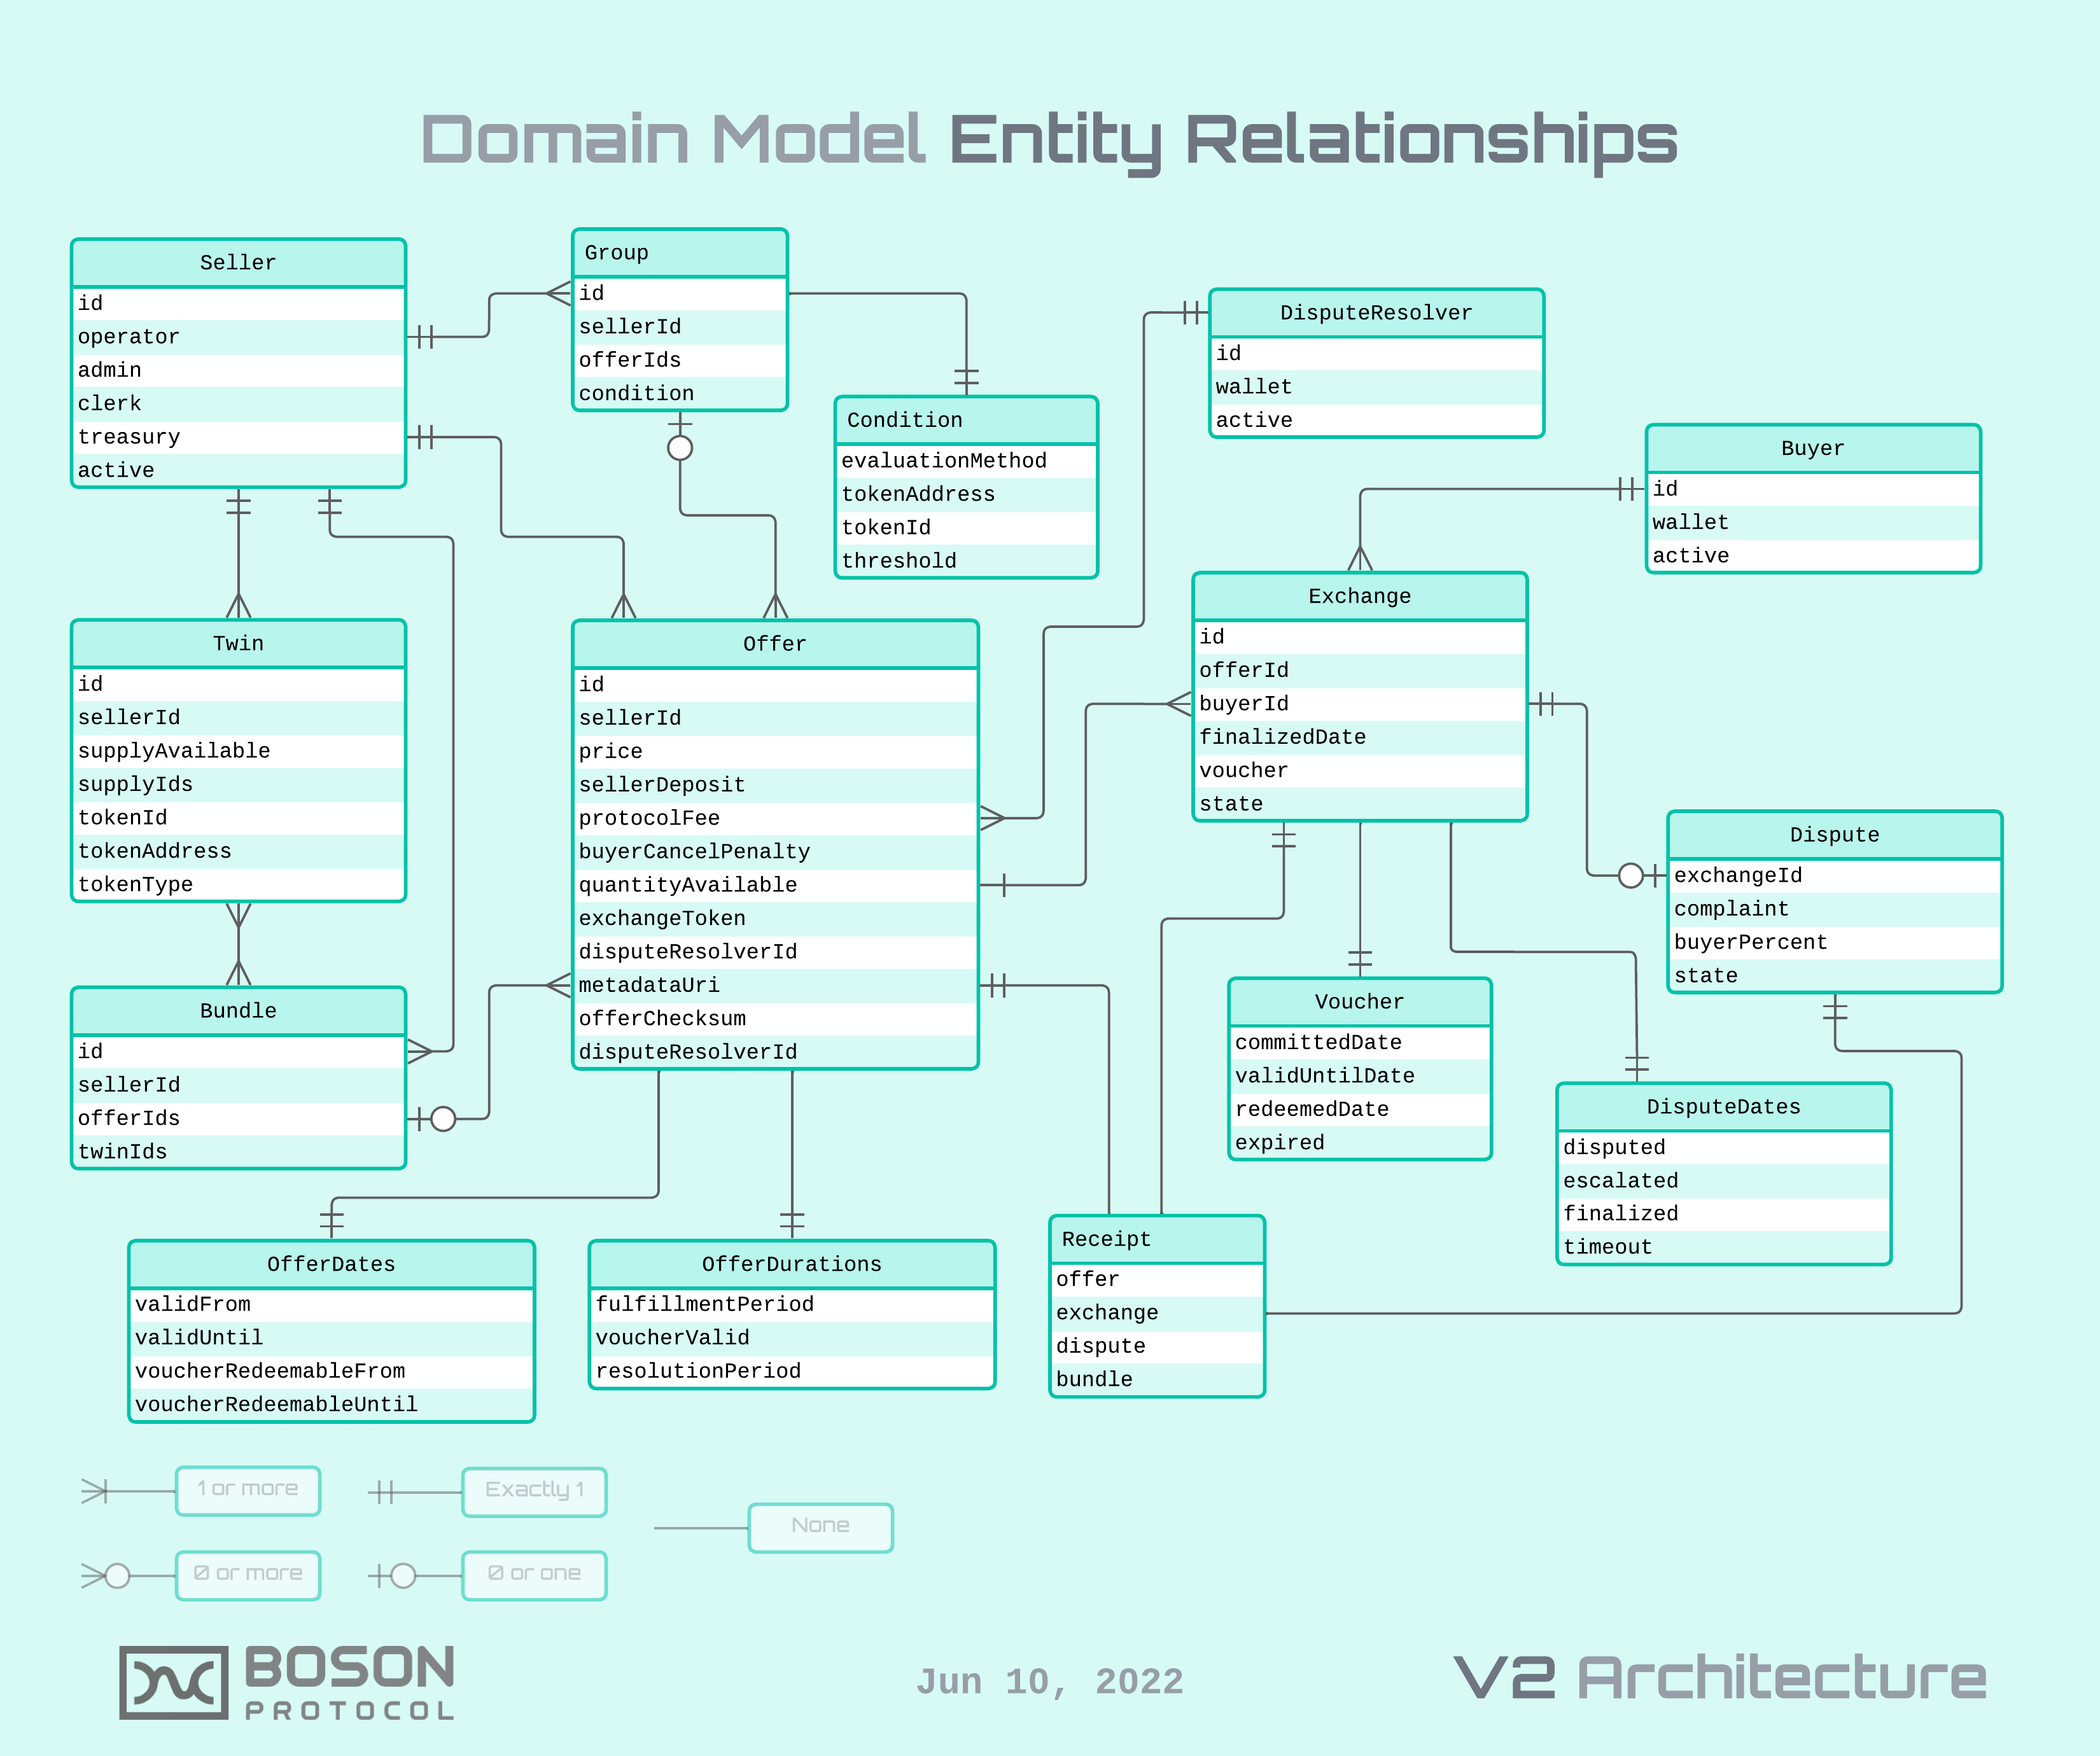 Domain Model Entity Relationships
Seller
id
operator
admin
clerk
treasury
active
Group
id
sellerId
offerIds
condition
Condition
evaluationMethod
tokenAddress
tokenId
threshold
DisputeResolver
id
wallet
active
Buyer
id
wallet
active
Twin
id
sellerId
supplyAvailable
supplyIds
tokenId
tokenAddress
tokenType
Offer
id
sellerId
price
sellerDeposit
protocolFee
buyerCancelPenalty
quantityAvailable
exchangeToken
disputeResolverId
metadataUri
offerChecksum
disputeResolverId
Exchange
id
offerId
buyerId
finalizedDate
voucher
state
Dispute
exchangeId
complaint
buyerPercent
state
Bundle
id
sellerId
offerIds
twinIds
Voucher
committedDate
validUntilDate
redeemedDate
expired
DisputeDates
disputed
escalated
finalized
timeout
OfferDates
validFrom
validUntil
voucherRedeemableFrom
voucherRedeemableUntil
OfferDurations
fulfillmentPeriod
voucherValid
resolutionPeriod
Receipt
offer
exchange
dispute
bundle
1 or more
Exactly 1
None
0 or more
0 or one
BOSON
PROTOCOL
Jun 10, 2022
V2 Architecture